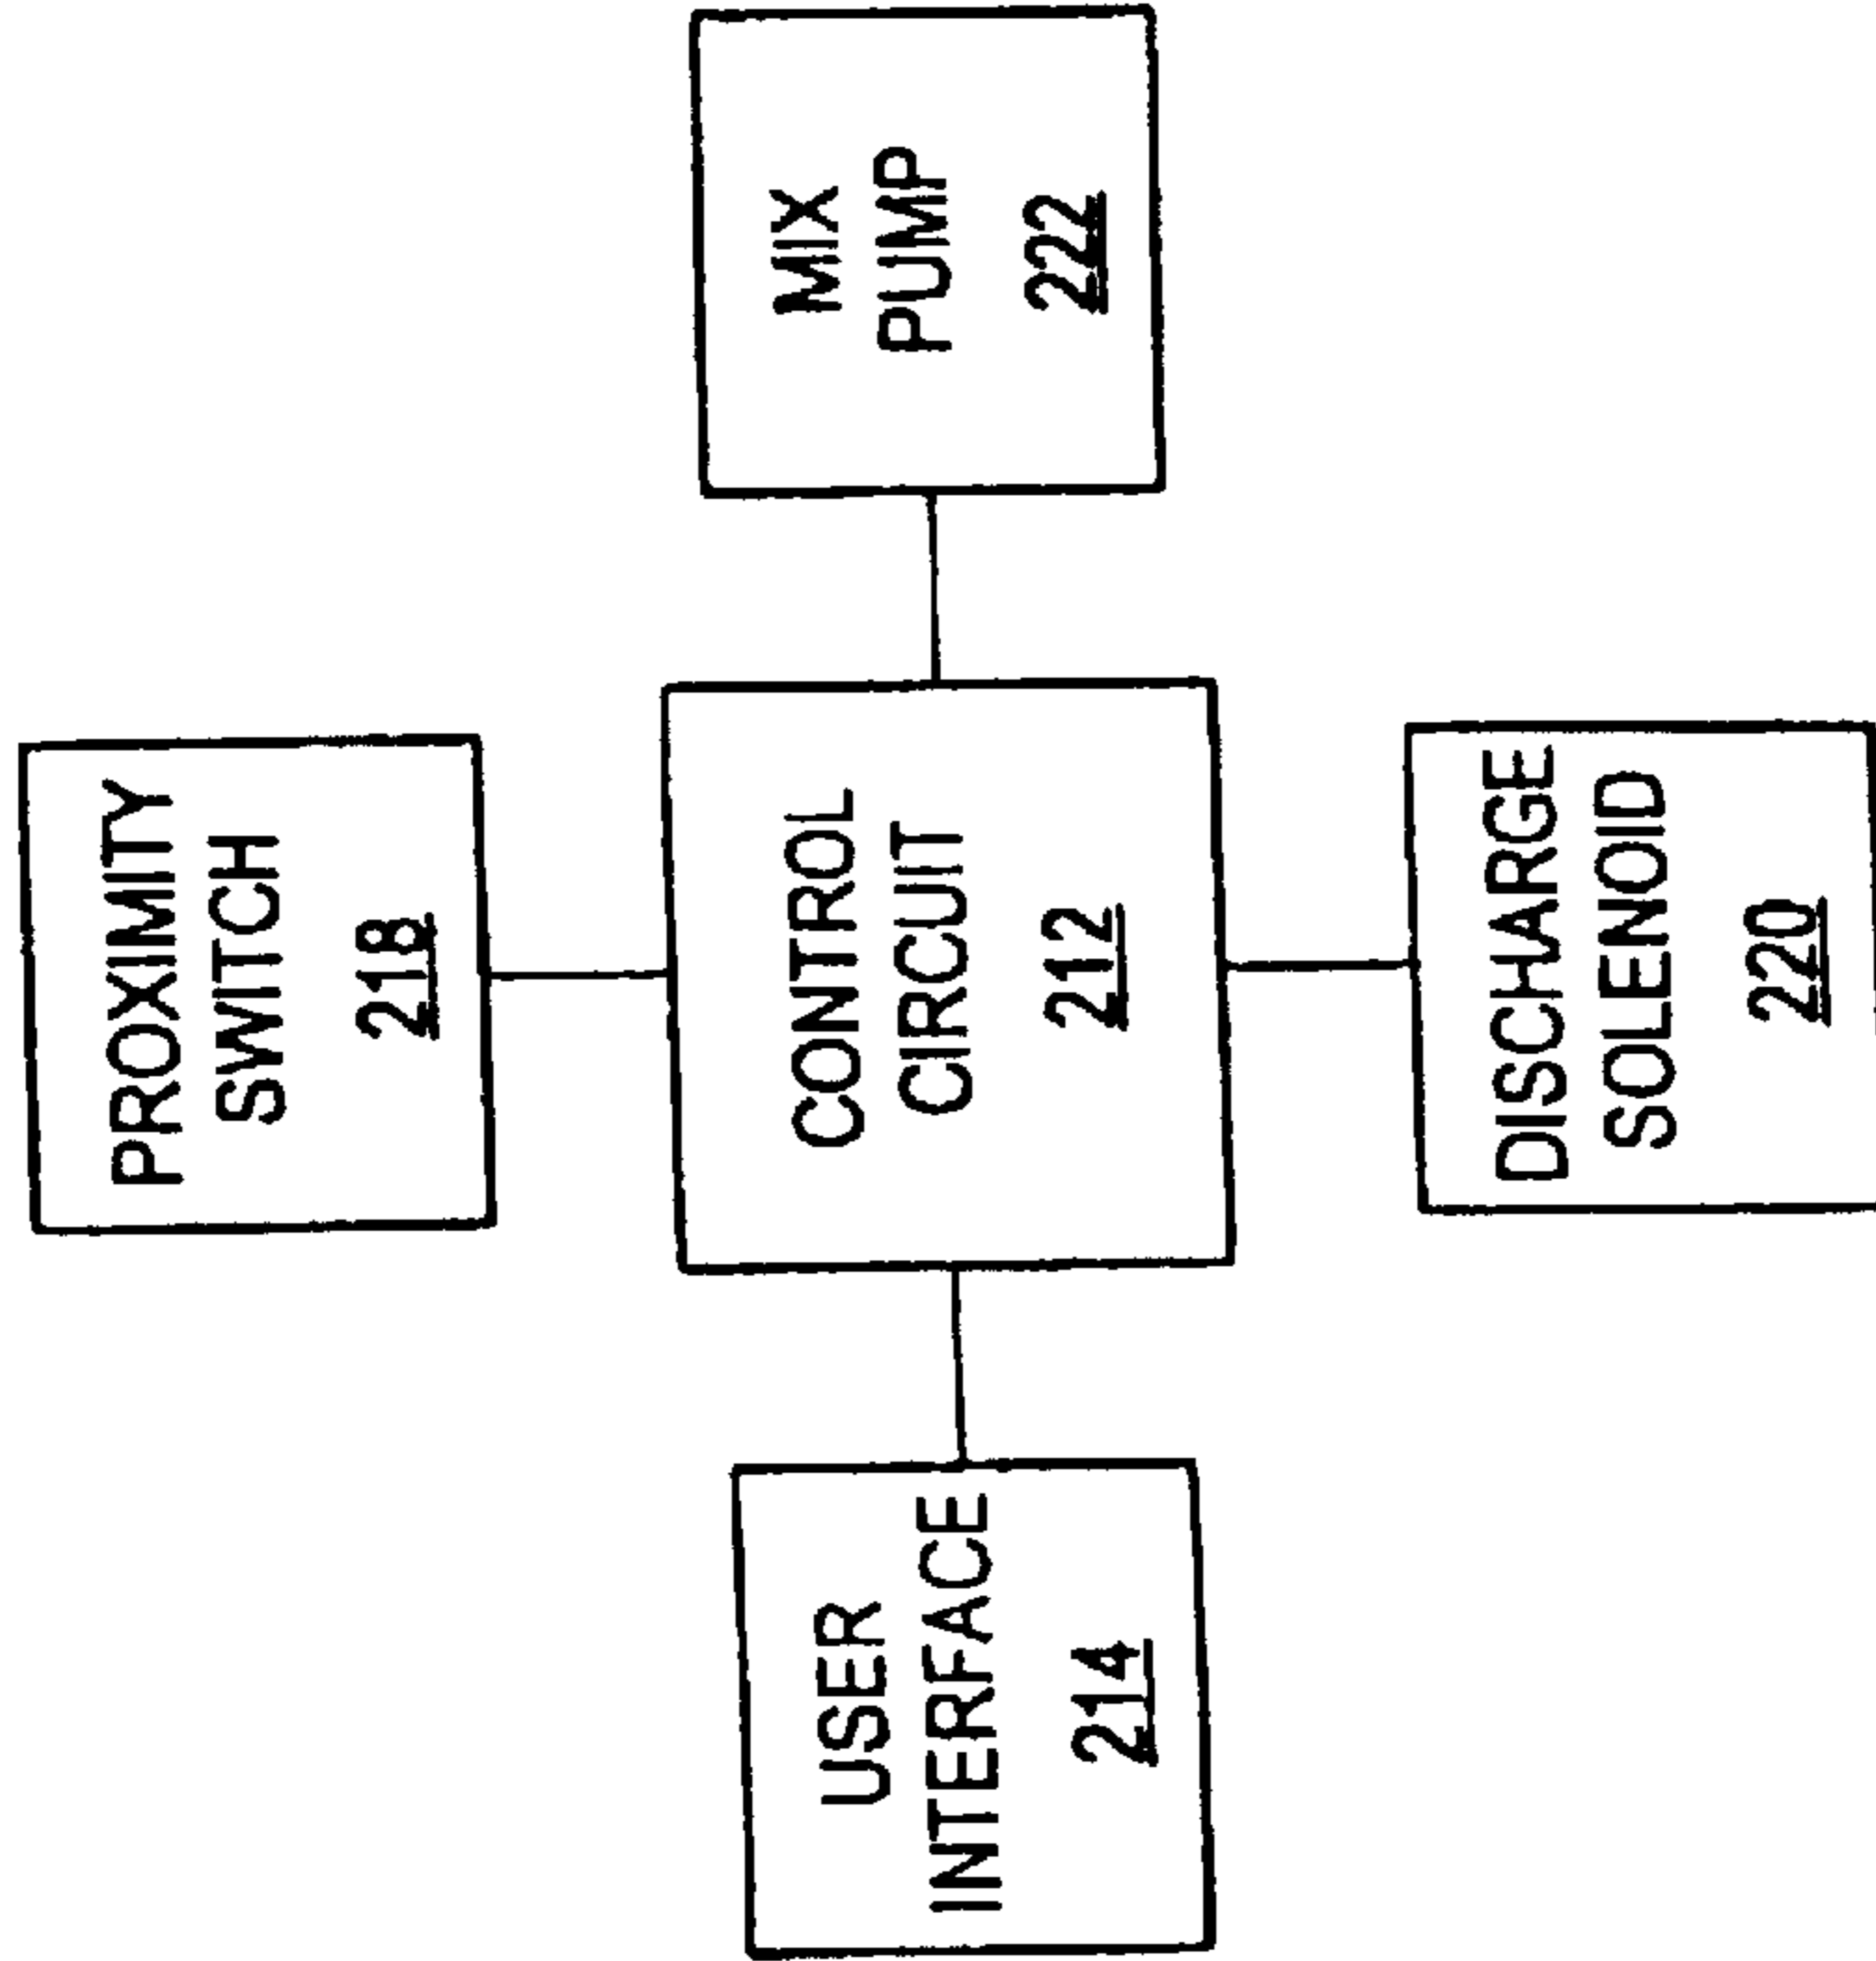 PROXIMITY
SWITCH
218
USER
INTERFACE
214
CONTROL
CIRCUIT
212
MIX
PUMP
222
DISCHARGE
SOLENOID
220